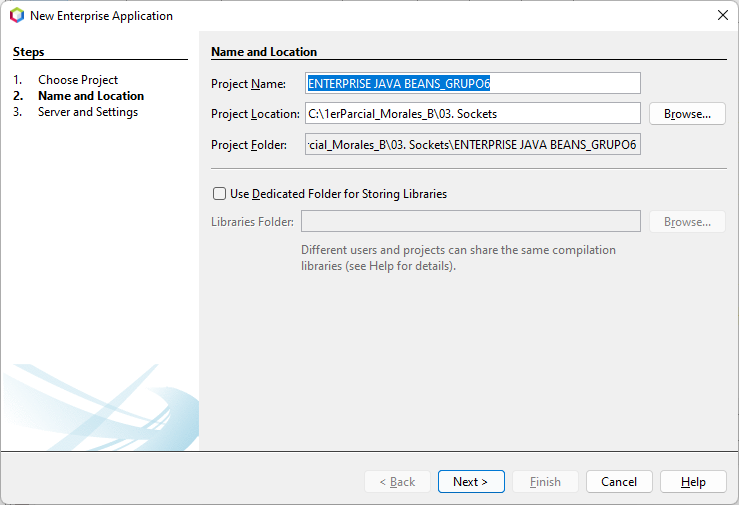 New Enterprise Application
Steps
1. Choose Project
2. Name and Location
3. Server and Settings
Name and Location
Project Name: ENTERPRISE JAVA BEANS_GRUPO6
Project Location: C:\1erParcial_Morales_B\03. Sockets Browse...
Project Folder: rcial_Morales_B\03. Sockets\ENTERPRISE JAVA BEANS_GRUPO6
Use Dedicated Folder for Storing Libraries
Libraries Folder: Browse...
Different users and projects can share the same compilation
libraries (see Help for details).
< Back Next > Finish Cancel Help